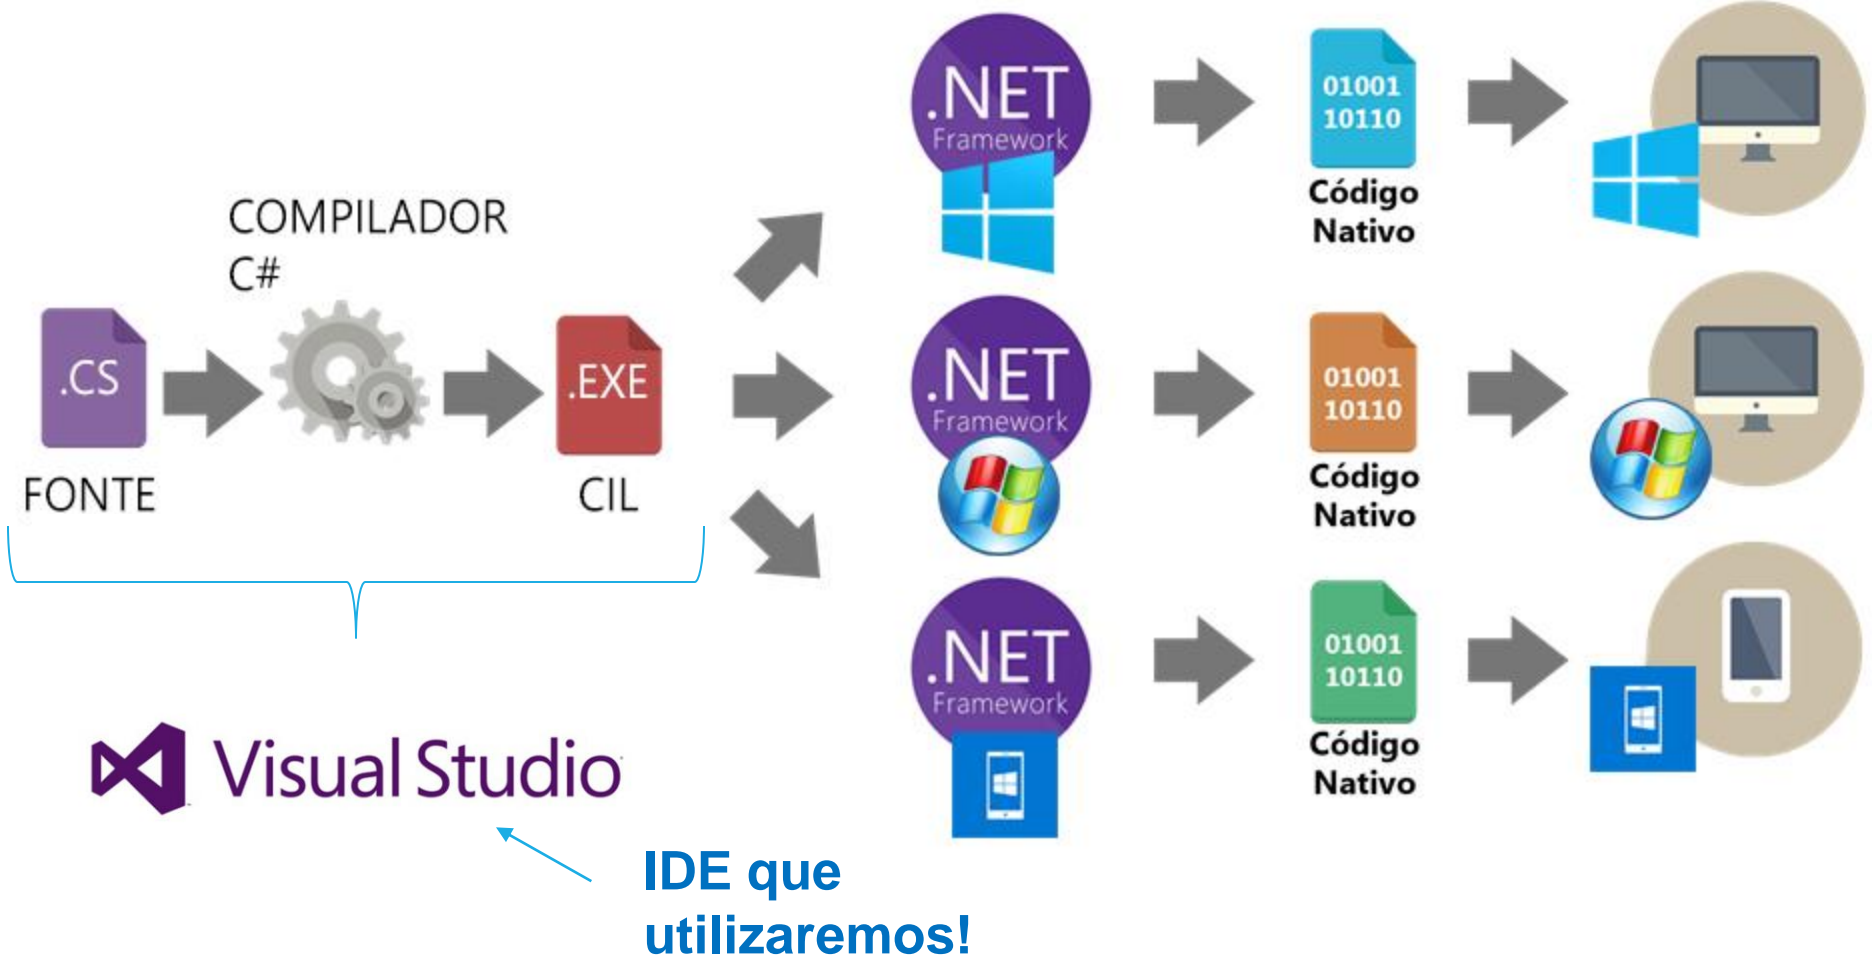 COMPILADOR
C#
.CS
FONTE
.EXE
CIL
.NET
Framework
01001
10110
Código
Nativo
.NET
Framework
01001
10110
Código
Nativo
.NET
Framework
01001
10110
Código
Nativo
Visual Studio
IDE que
utilizaremos!